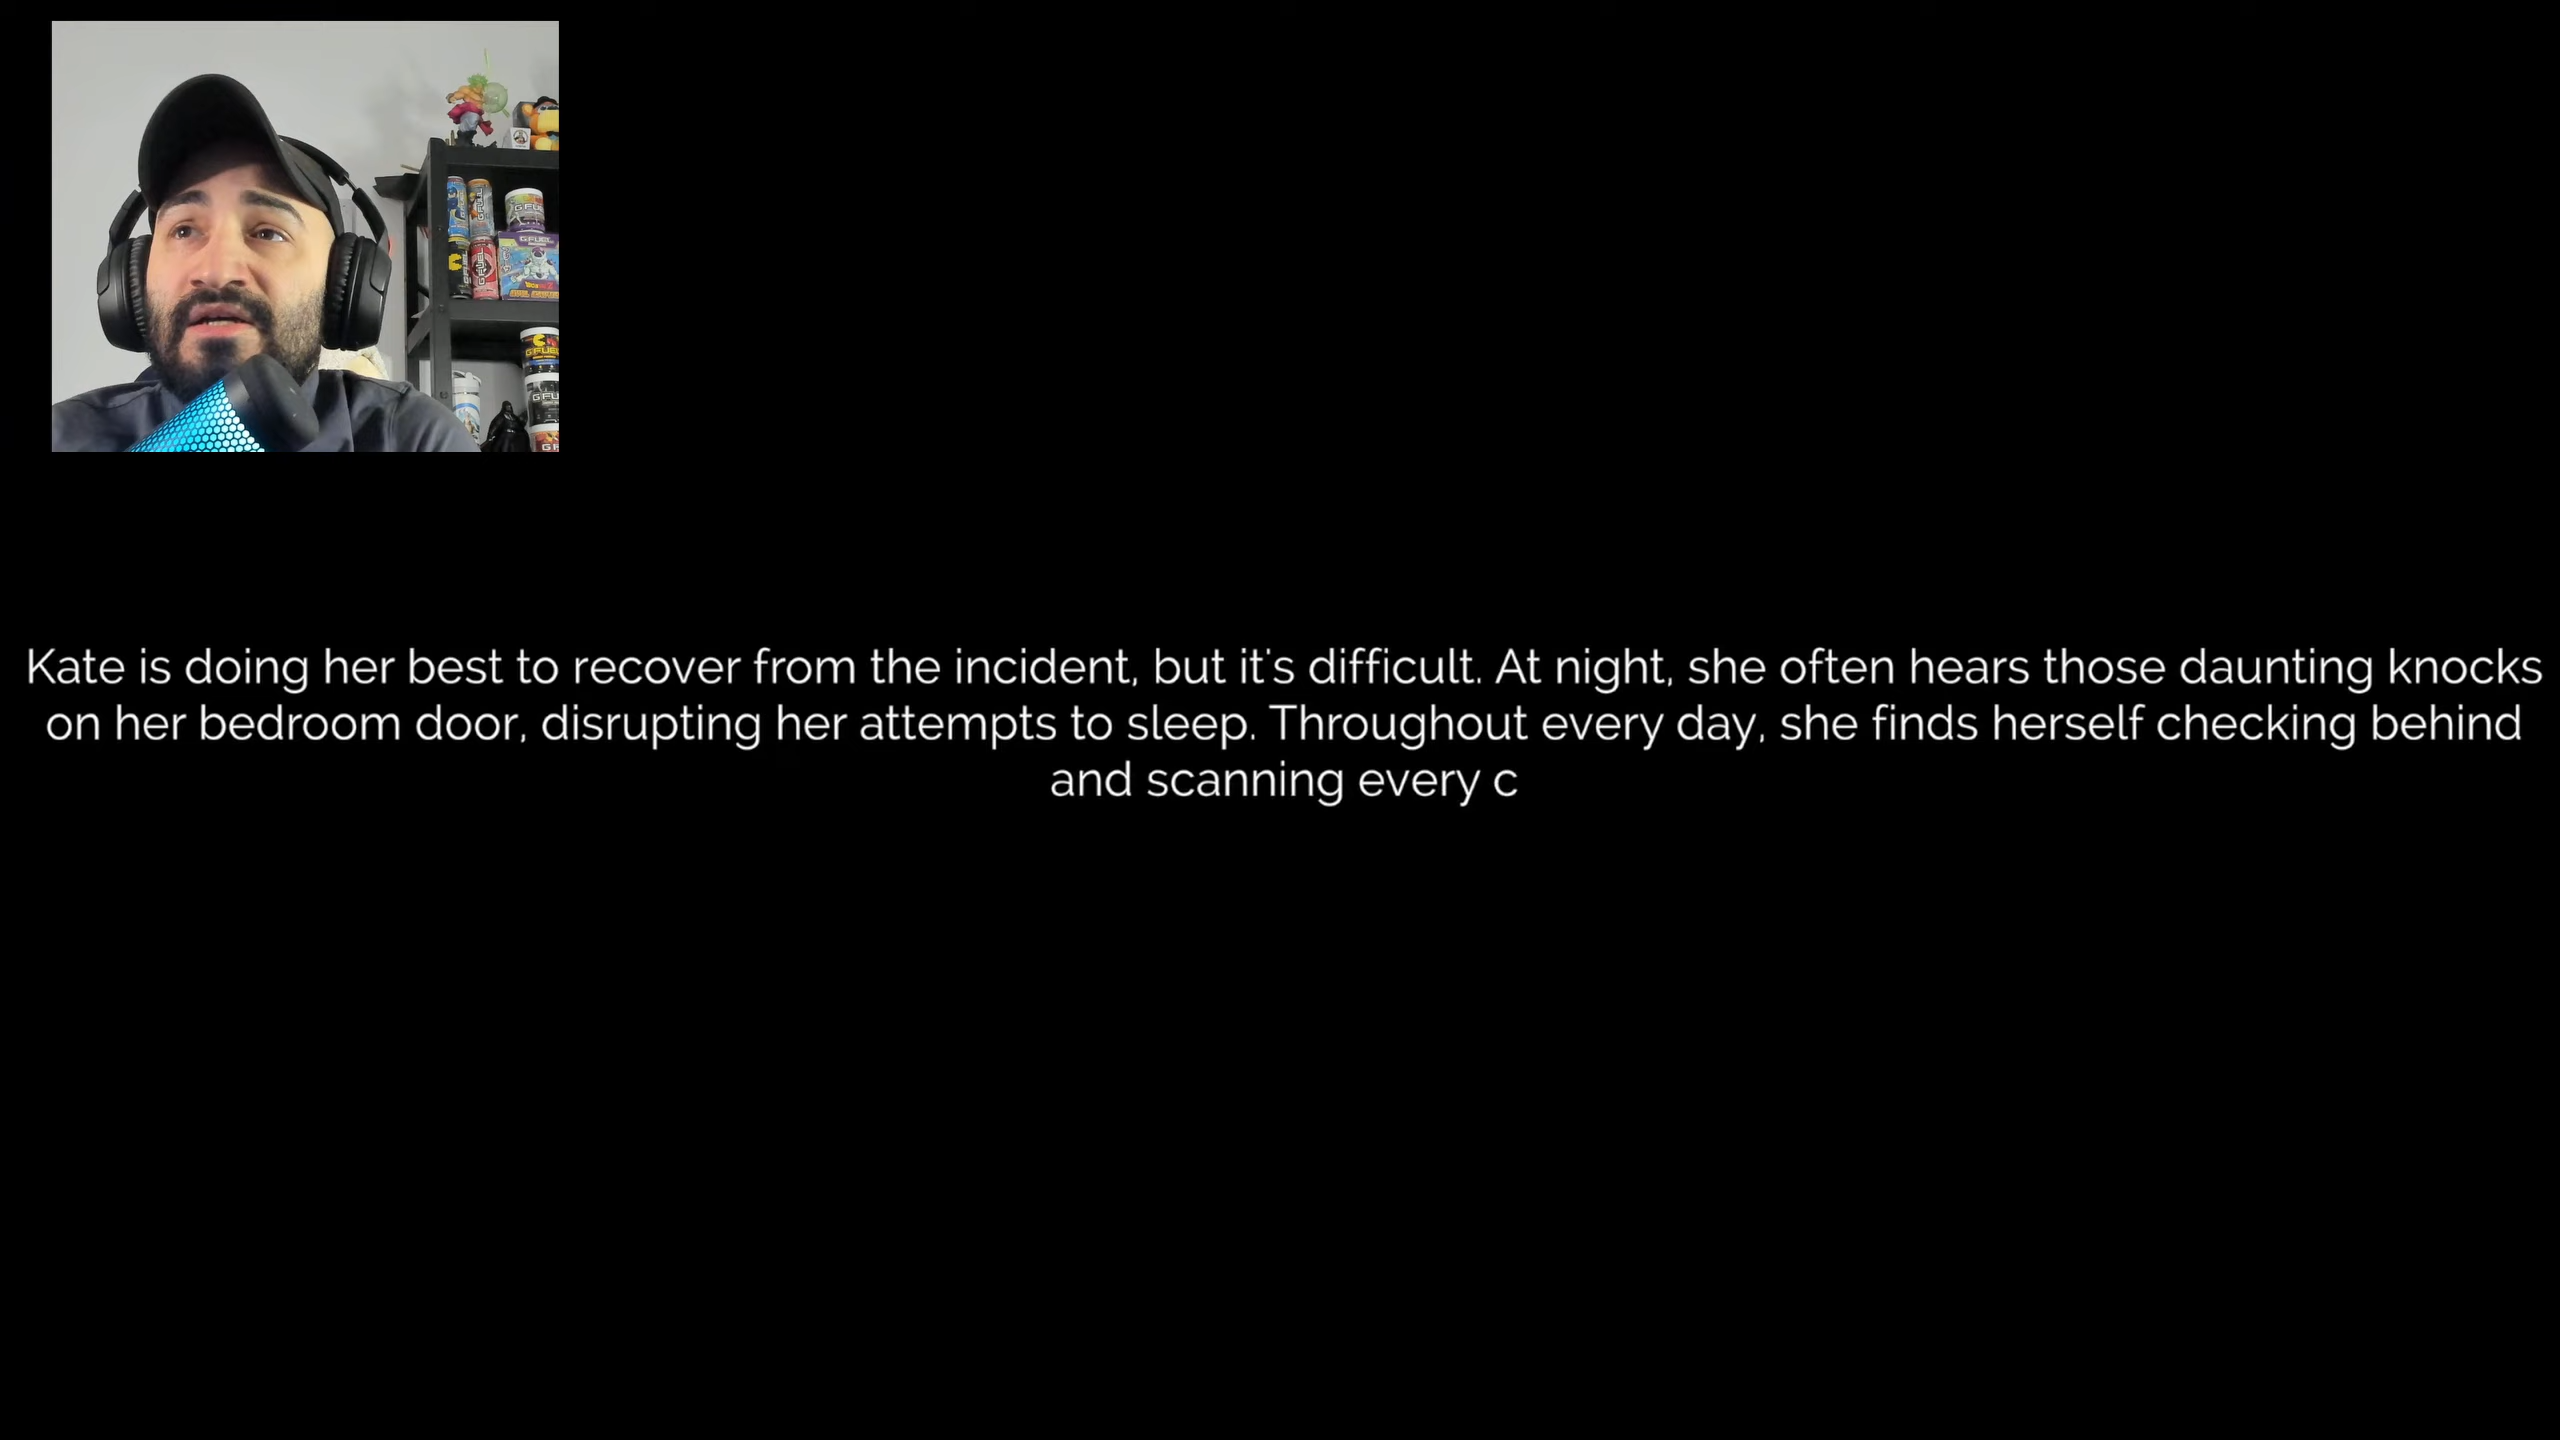 G FUEL
G FUEL
Kate is doing her best to recover from the incident, but it's difficult. At night, she often hears those daunting knocks
on her bedroom door, disrupting her attempts to sleep. Throughout every day, she finds herself checking behind
and scanning every c